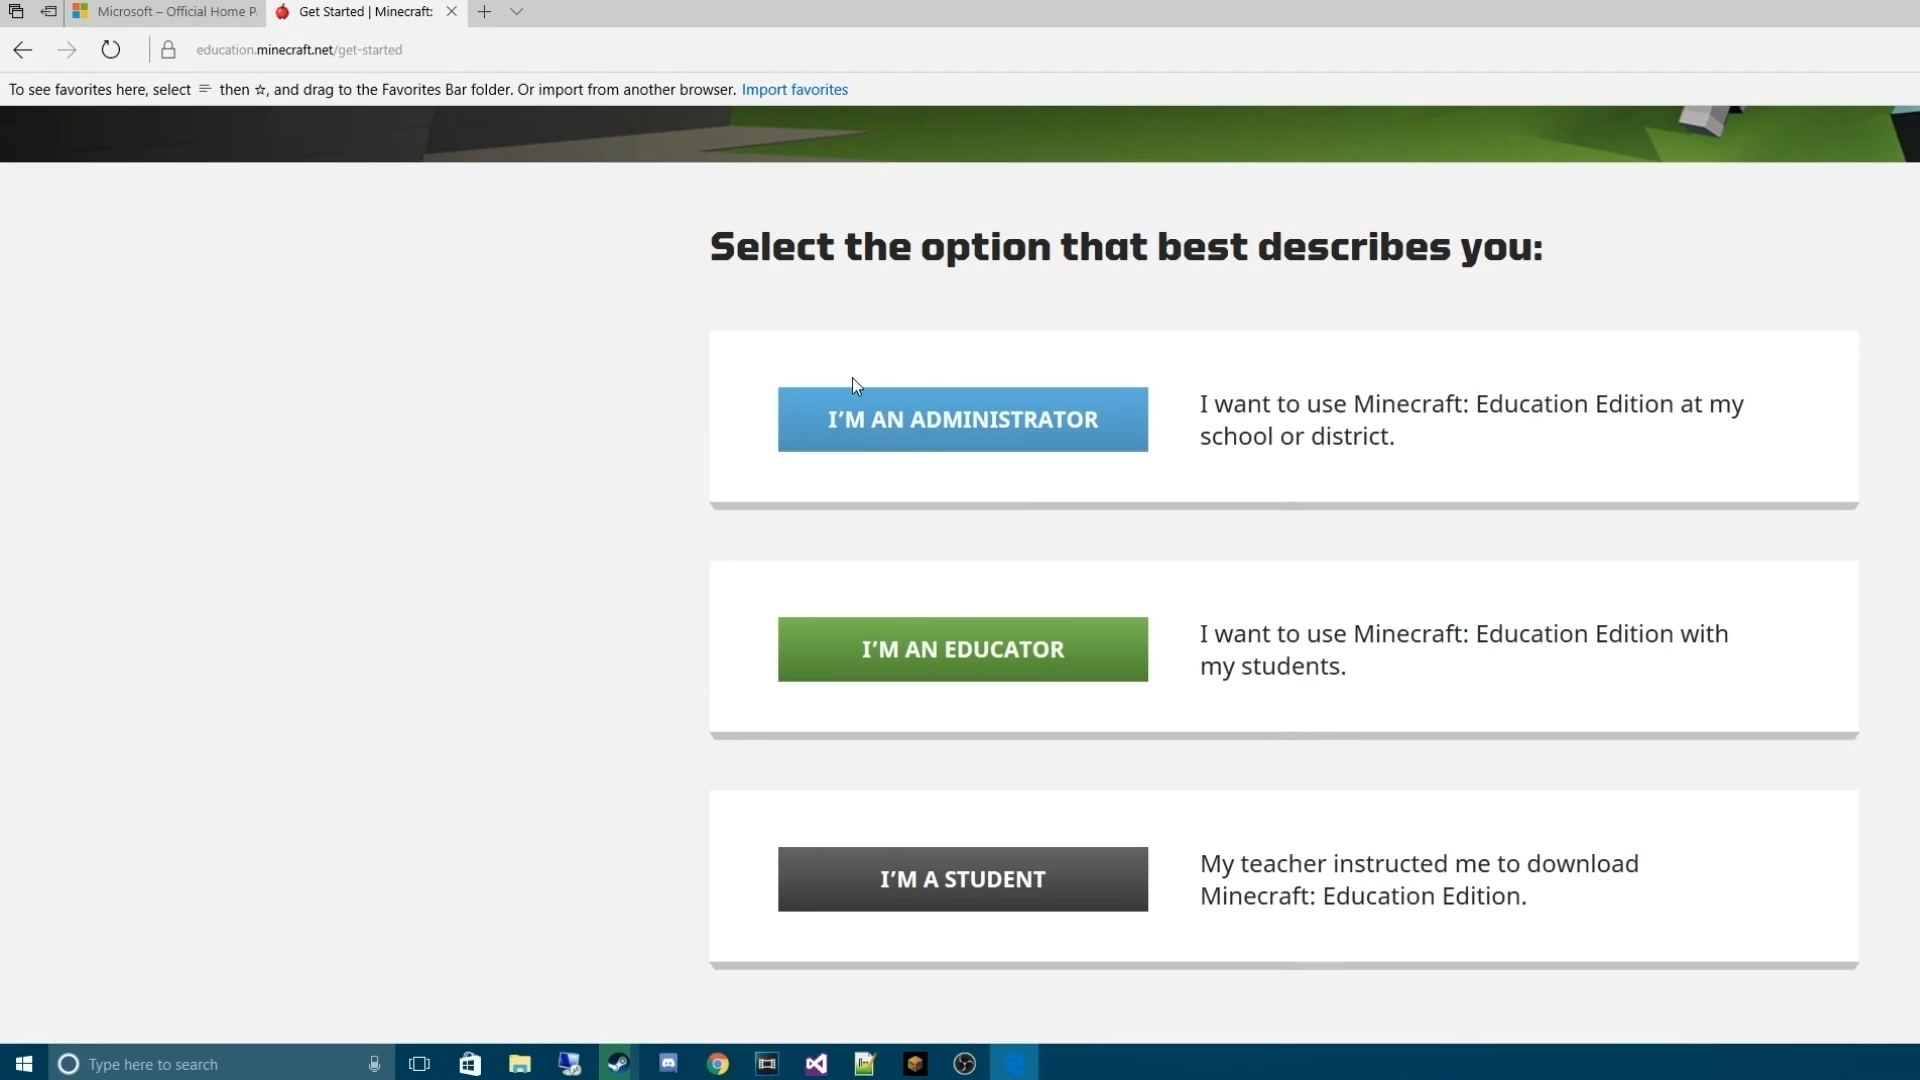 Microsoft – Official Home P
Get Started | Minecraft:
education.minecraft.net/get-started
To see favorites here, select ≡ then ☆, and drag to the Favorites Bar folder. Or import from another browser. Import favorites
Select the option that best describes you:
I’M AN ADMINISTRATOR
I want to use Minecraft: Education Edition at my
school or district.
I’M AN EDUCATOR
I want to use Minecraft: Education Edition with
my students.
I’M A STUDENT
My teacher instructed me to download
Minecraft: Education Edition.
Type here to search